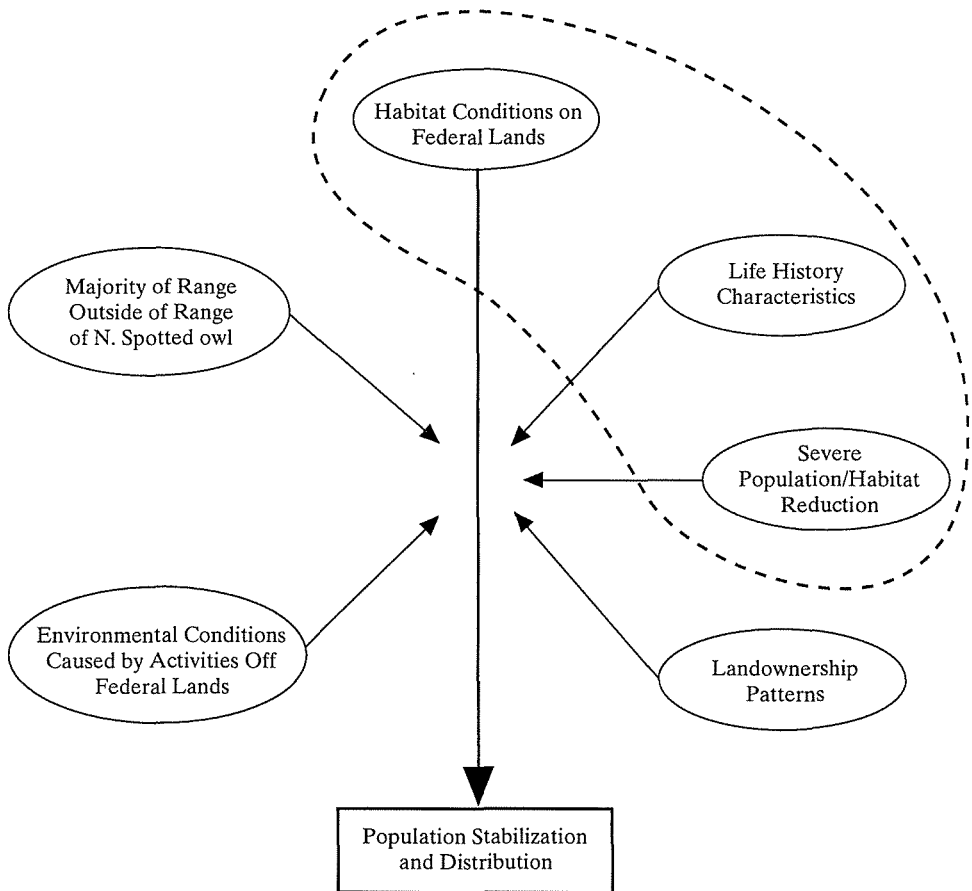 Habitat Conditions on
Federal Lands
Majority of Range
Outside of Range
of N. Spotted owl
Life History
Characteristics
Severe
Population/Habitat
Reduction
Environmental Conditions
Caused by Activities Off
Federal Lands
Landownership
Patterns
Population Stabilization
and Distribution